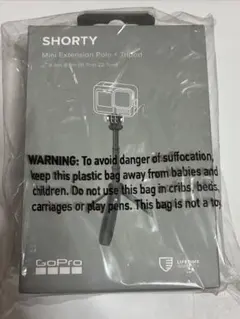 SHORTY
Mini Extension Pole + Tripod
WARNING: To avoid danger of suffocation,
keep this plastic bag away from babies and
children. Do not use this bag in cribs, beds,
carriages or play pens. This bag is not a toy.
GoPro
LIFETIME